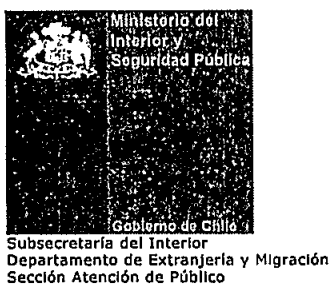 Ministerio del
Interior y
Seguridad Pública
Gobierno de Chile
Subsecretaría del Interior
Departamento de Extranjería y Migración
Sección Atención de Público